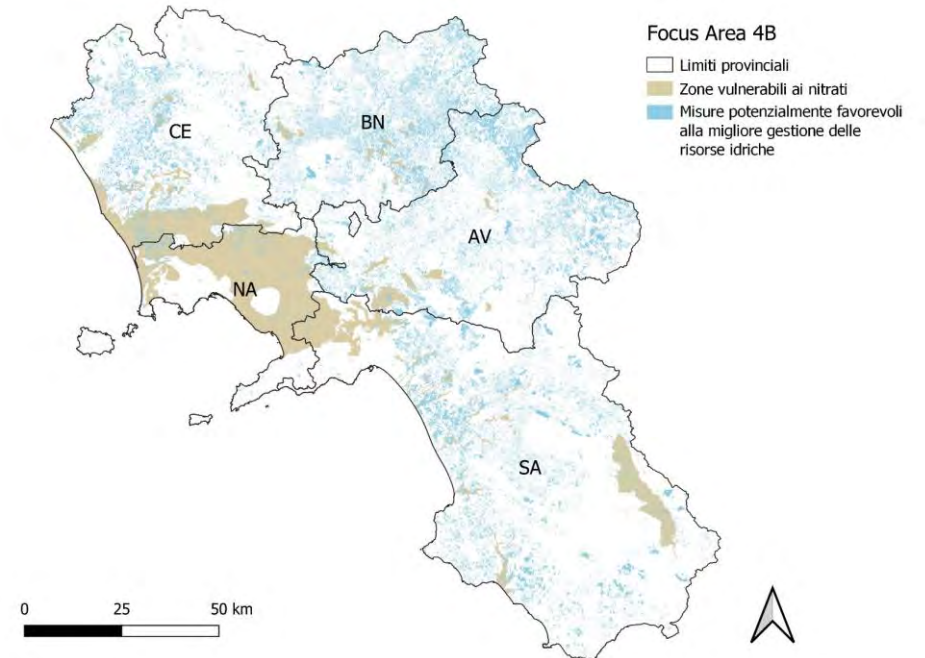 Focus Area 4B
Limiti provinciali
Zone vulnerabili ai nitrati
Misure potenzialmente favorevoli
alla migliore gestione delle
risorse idriche
CE
BN
AV
NA
SA
0 25 50 km